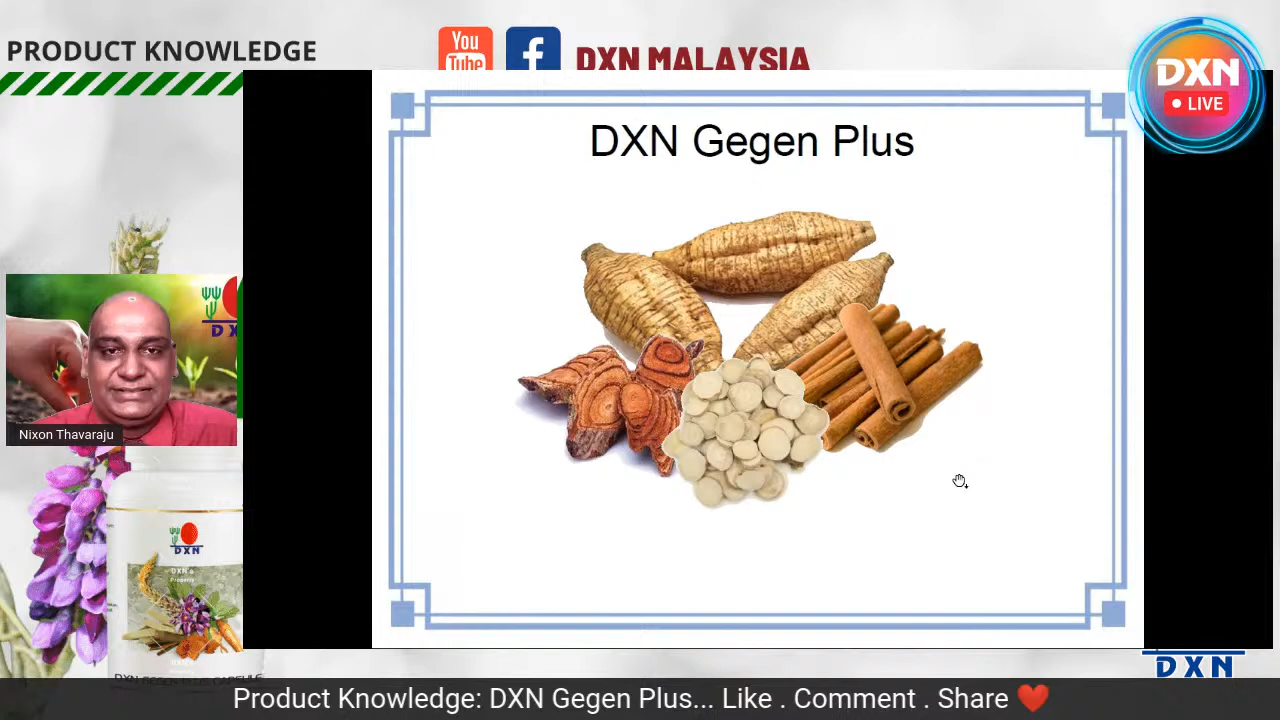 PRODUCT KNOWLEDGE
You
Tube
f
DXN MALAYSIA
DXN
LIVE
DXN Gegen Plus
DXN
Nixon Thavaraju
DXN
DXN
Product Knowledge: DXN Gegen Plus... Like . Comment . Share ❤️